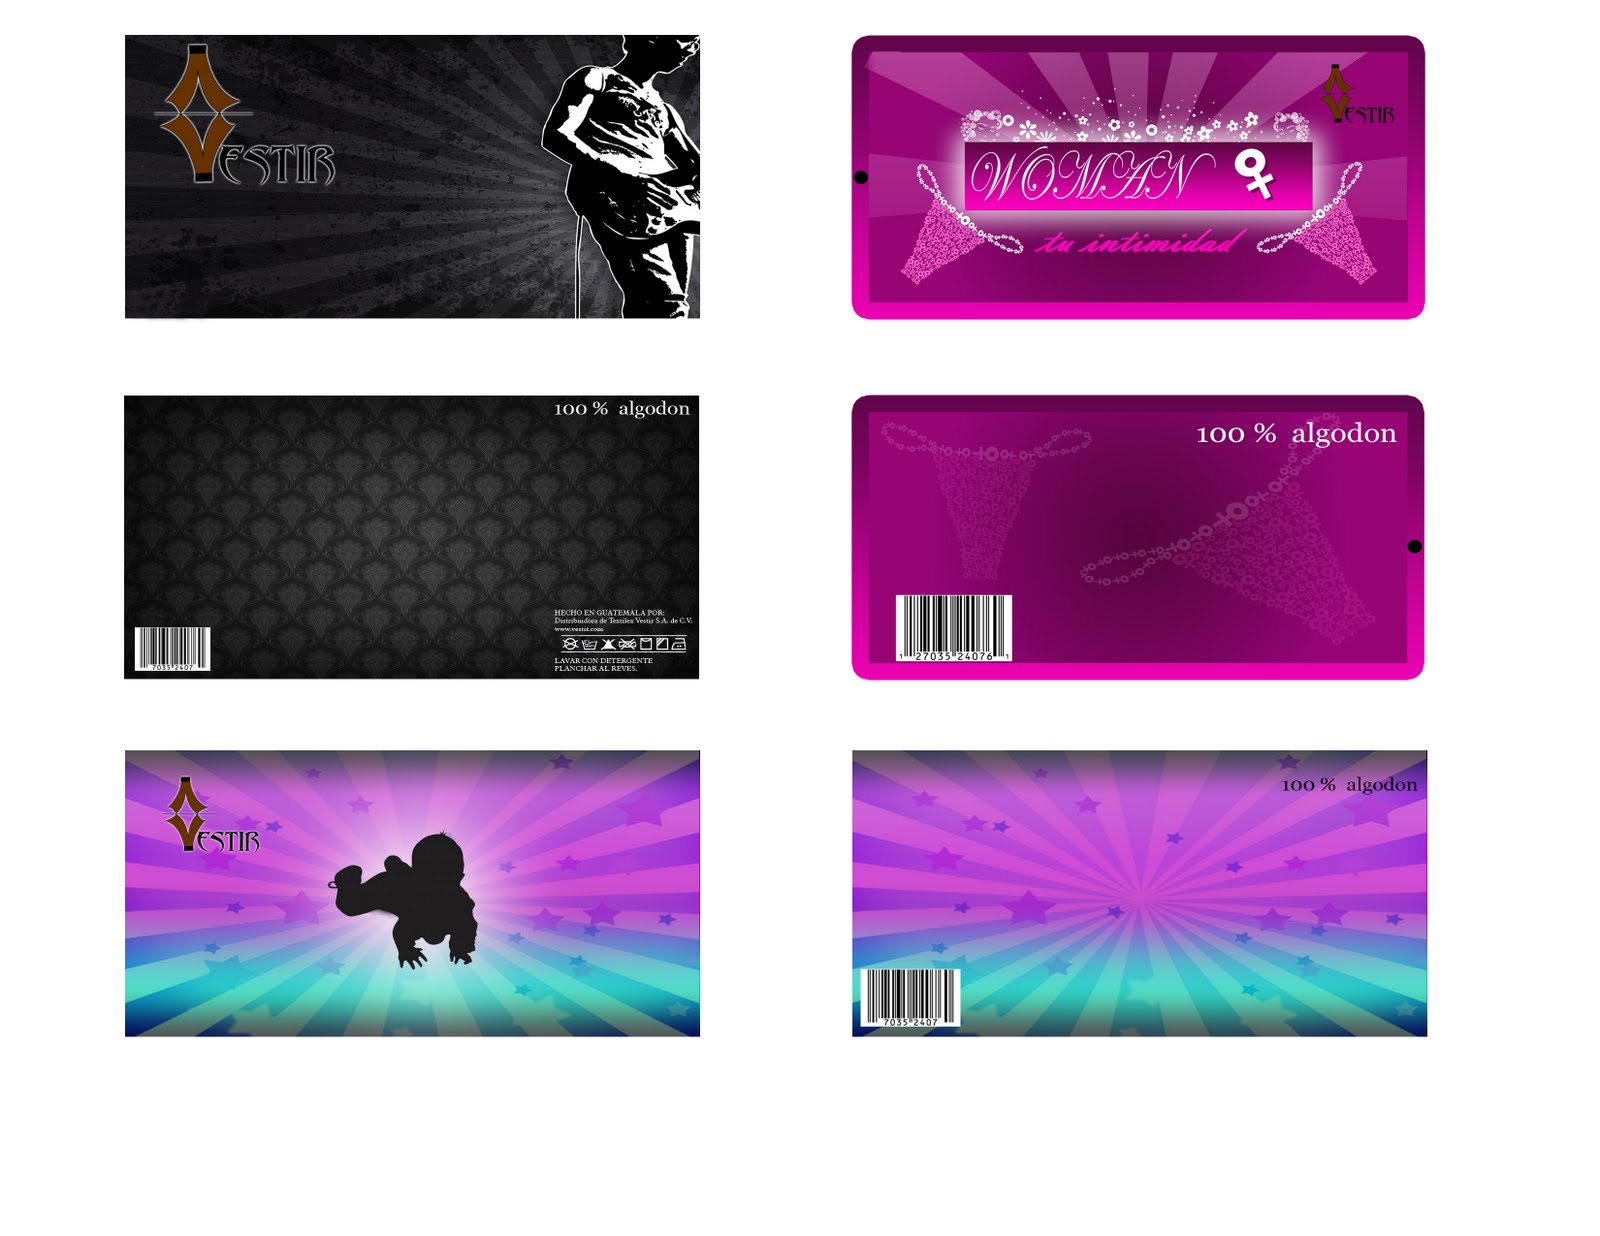 VESTIR
VESTIR
WOMAN
tu intimidad
100 % algodon
HECHO EN GUATEMALA POR:
Distribuidora de Textiles Vestir S.A. de C.V.
www.vestir.com
LAVAR CON DETERGENTE
PLANCHAR AL REVES.
7035 2407
100 % algodon
1 27035 24076 1
VESTIR
100 % algodon
7035 2407